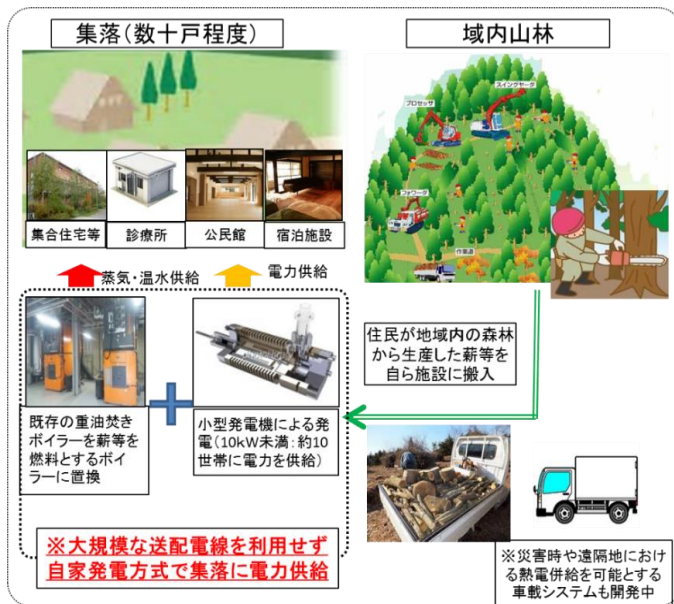 集落(数十戸程度)
域内山林
プロセッサ
スイングヤーダ
フォワーダ
作業道
集合住宅等
診療所
公民館
宿泊施設
蒸気・温水供給
電力供給
住民が地域内の森林
から生産した薪等を
自ら施設に搬入
既存の重油焚き
ボイラーを薪等を
燃料とするボイ
ラーに置換
小型発電機による発
電(10kW未満:約10
世帯に電力を供給)
※大規模な送配電線を利用せず
自家発電方式で集落に電力供給
※災害時や遠隔地におけ
る熱電併給を可能とする
車載システムも開発中